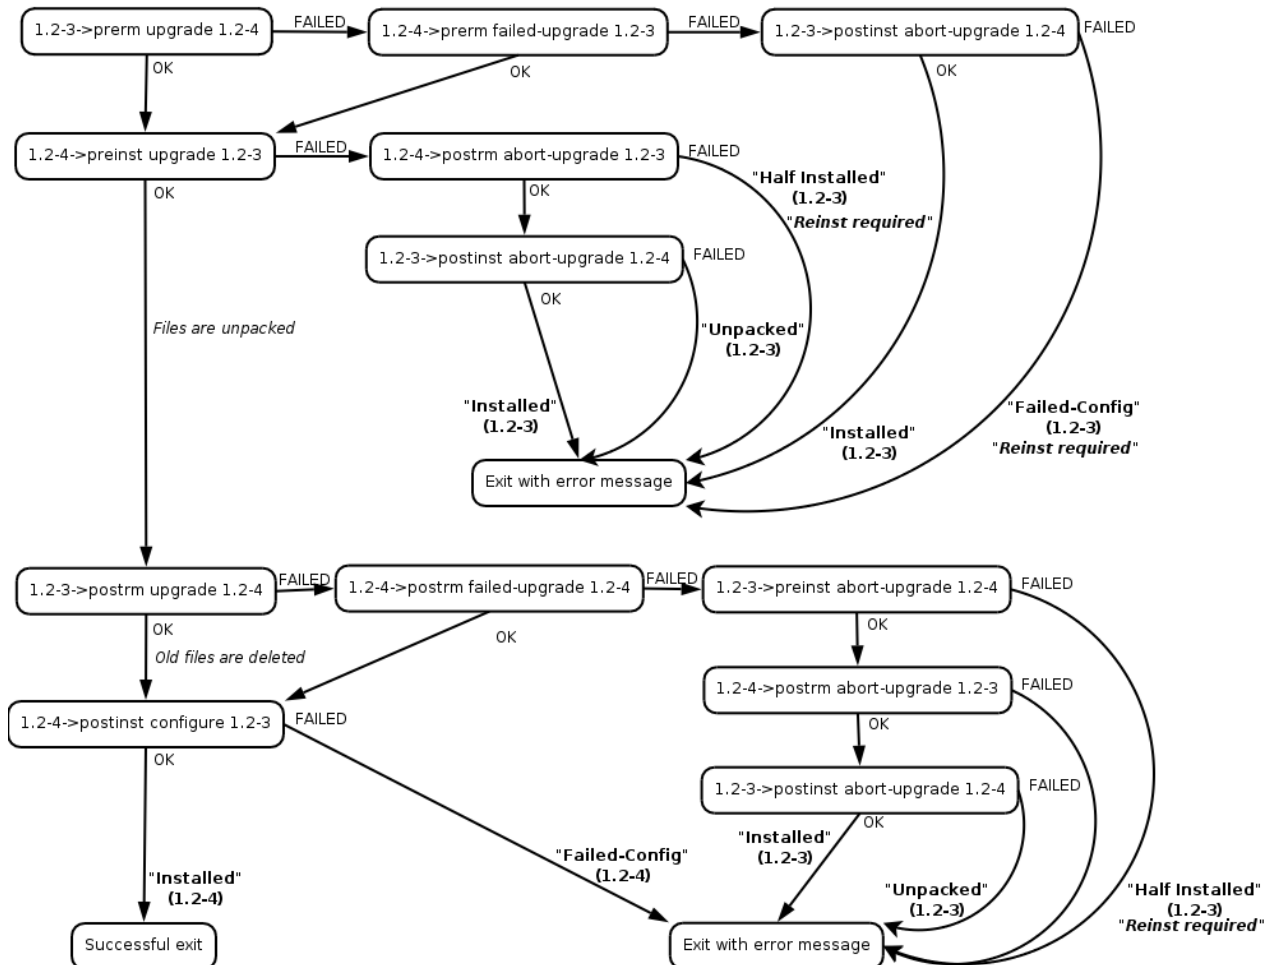 1.2-3->prerm upgrade 1.2-4
FAILED
1.2-4->prerm failed-upgrade 1.2-3
FAILED
1.2-3->postinst abort-upgrade 1.2-4
FAILED
OK
OK
OK
1.2-4->preinst upgrade 1.2-3
FAILED
1.2-4->postrm abort-upgrade 1.2-3
FAILED
OK
OK
"Half Installed"
(1.2-3)
"Reinst required"
1.2-3->postinst abort-upgrade 1.2-4
FAILED
OK
Files are unpacked
"Unpacked"
(1.2-3)
"Installed"
(1.2-3)
"Installed"
(1.2-3)
"Failed-Config"
(1.2-3)
"Reinst required"
Exit with error message
1.2-3->postrm upgrade 1.2-4
FAILED
1.2-4->postrm failed-upgrade 1.2-4
FAILED
1.2-3->preinst abort-upgrade 1.2-4
FAILED
OK
OK
OK
Old files are deleted
1.2-4->postrm abort-upgrade 1.2-3
FAILED
OK
1.2-4->postinst configure 1.2-3
FAILED
OK
1.2-3->postinst abort-upgrade 1.2-4
FAILED
OK
"Installed"
(1.2-3)
"Failed-Config"
(1.2-4)
"Installed"
(1.2-4)
"Unpacked"
(1.2-3)
"Half Installed"
(1.2-3)
"Reinst required"
Successful exit
Exit with error message